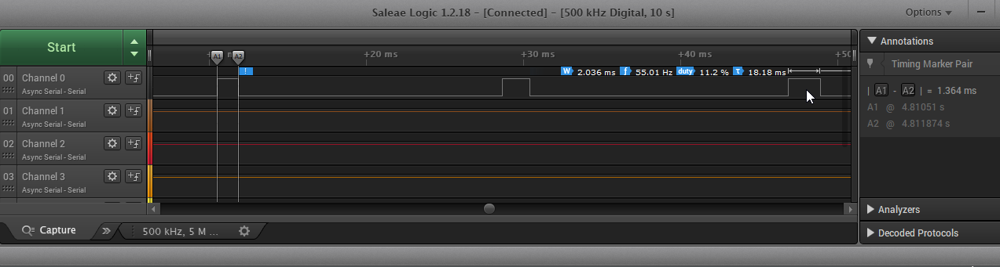 Saleae Logic 1.2.18 - [Connected] - [500 kHz Digital, 10 s]
Options
Start
A1 A2
+20 ms +30 ms +40 ms
! W 2.036 ms f 55.01 Hz duty 11.2 % τ 18.18 ms
00 Channel 0
Async Serial - Serial
01 Channel 1
Async Serial - Serial
02 Channel 2
Async Serial - Serial
03 Channel 3
Async Serial - Serial
Capture
500 kHz, 5 M ...
Annotations
Timing Marker Pair
| A1 - A2 | = 1.364 ms
A1 @ 4.81051 s
A2 @ 4.811874 s
Analyzers
Decoded Protocols